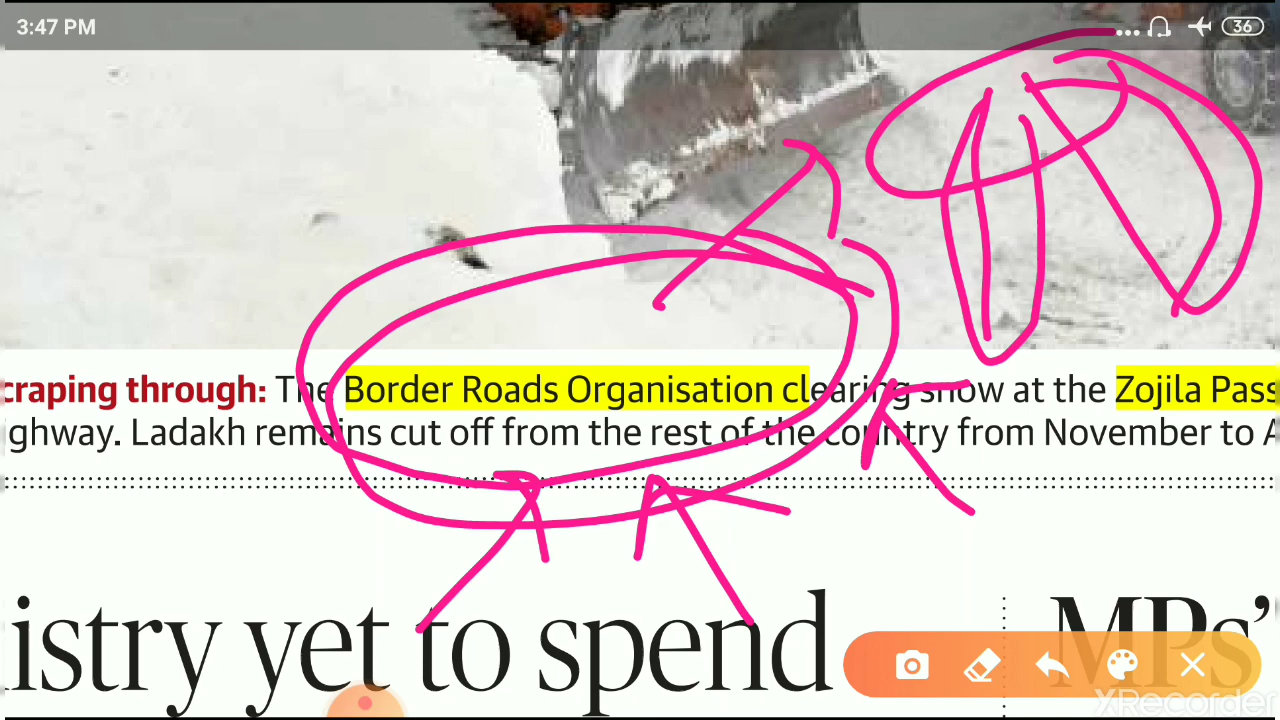 3:47 PM
36
craping through: The Border Roads Organisation clearing snow at the Zojila Pass
ghway. Ladakh remains cut off from the rest of the country from November to A
istry yet to spend
MPs’
XRecorder